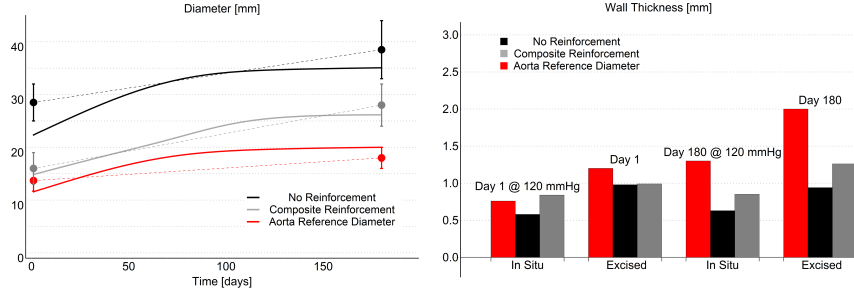 Diameter [mm]
40
30
20
10
0
0
50
100
150
Time [days]
No Reinforcement
Composite Reinforcement
Aorta Reference Diameter
Wall Thickness [mm]
3.0
2.5
2.0
1.5
1.0
0.5
0.0
No Reinforcement
Composite Reinforcement
Aorta Reference Diameter
Day 1 @ 120 mmHg
Day 1
Day 180 @ 120 mmHg
Day 180
In Situ
Excised
In Situ
Excised